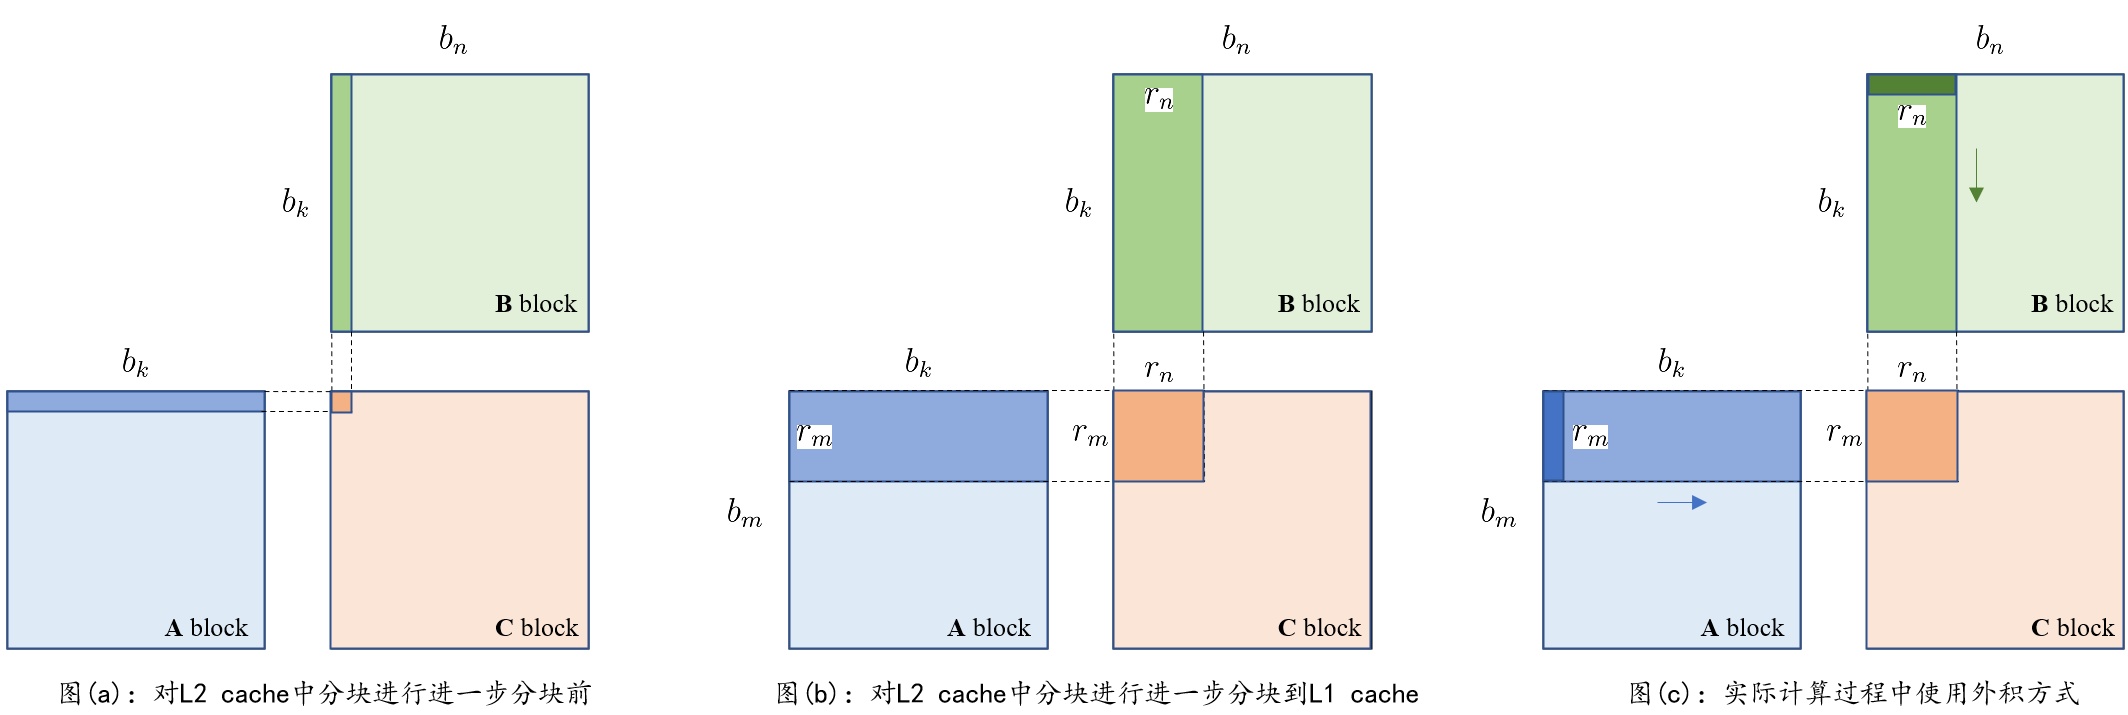 b_n
b_k
B block
b_k
A block
C block
图(a)：对L2 cache中分块进行进一步分块前
b_n
r_n
b_k
B block
b_k
r_n
r_m
r_m
b_m
A block
C block
图(b)：对L2 cache中分块进行进一步分块到L1 cache
b_n
r_n
b_k
B block
b_k
r_n
r_m
r_m
b_m
A block
C block
图(c)：实际计算过程中使用外积方式